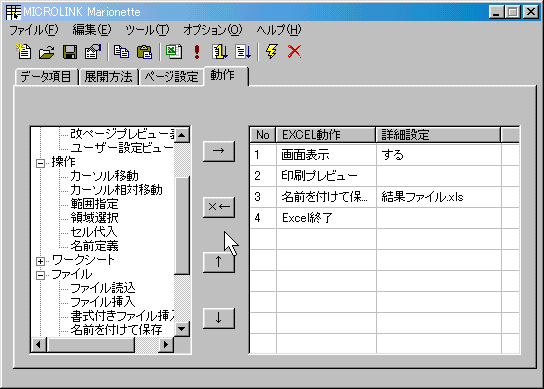 MICROLINK Marionette
ファイル(F) 編集(E) ツール(T) オプション(O) ヘルプ(H)
データ項目 展開方法 ページ設定 動作
改ページプレビュー表
ユーザー設定ビュー
操作
カーソル移動
カーソル相対移動
範囲指定
領域選択
セル代入
名前定義
ワークシート
ファイル
ファイル読込
ファイル挿入
書式付きファイル挿入
名前を付けて保存
→
×←
↑
↓
No EXCEL動作 詳細設定
1 画面表示 する
2 印刷プレビュー
3 名前を付けて保... 結果ファイル.xls
4 Excel終了